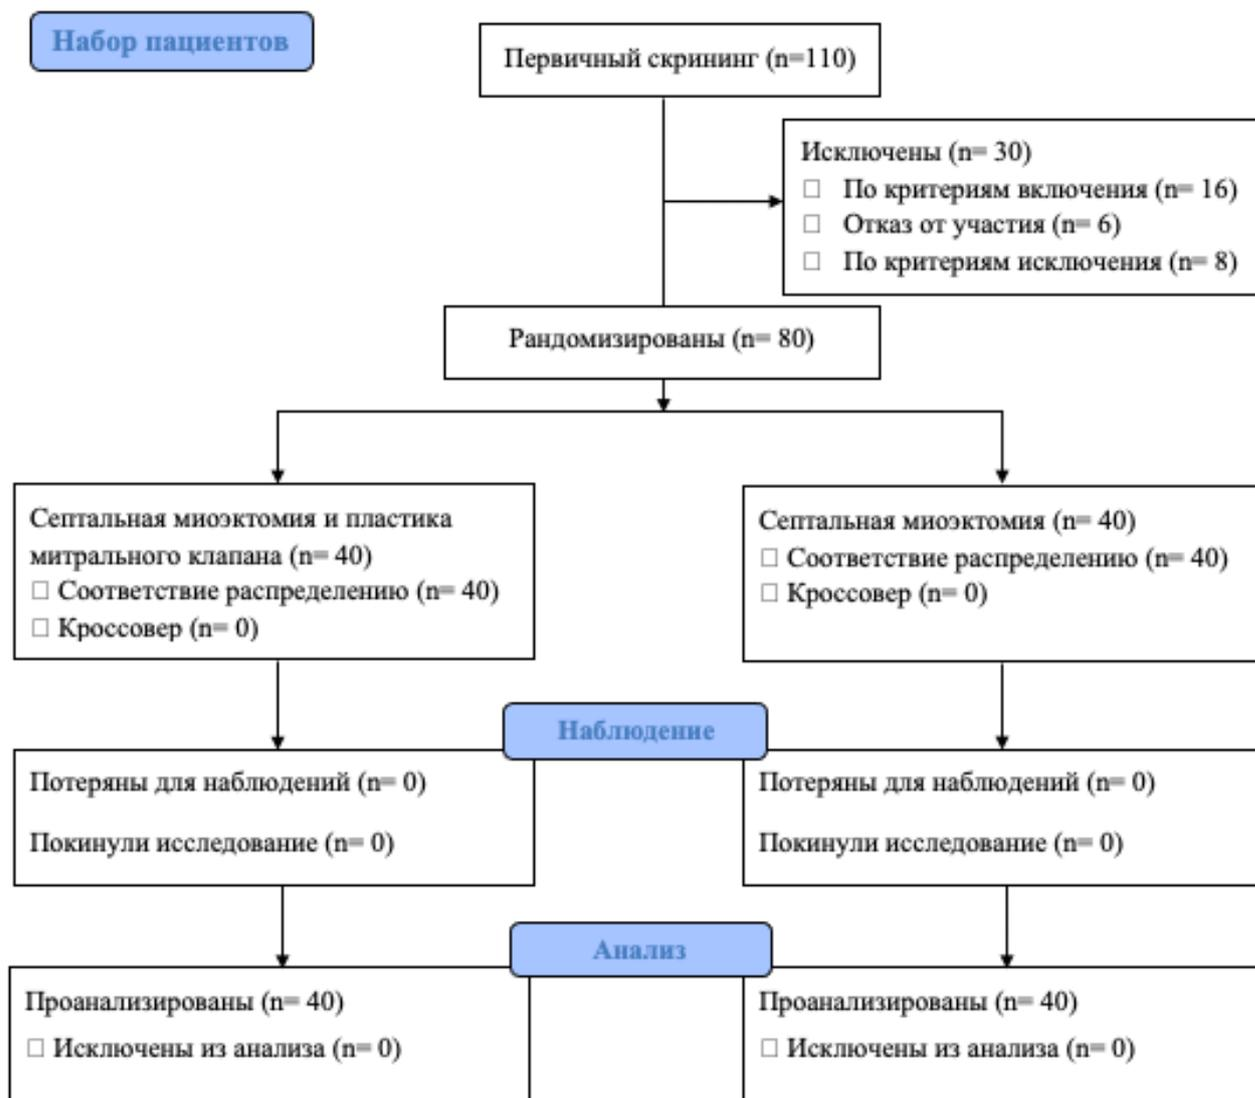 Набор пациентов
Первичный скрининг (n=110)
Исключены (n= 30)
□ По критериям включения (n= 16)
□ Отказ от участия (n= 6)
□ По критериям исключения (n= 8)
Рандомизированы (n= 80)
Септальная миоэктомия и пластика
митрального клапана (n= 40)
□ Соответствие распределению (n= 40)
□ Кроссовер (n= 0)
Септальная миоэктомия (n= 40)
□ Соответствие распределению (n= 40)
□ Кроссовер (n= 0)
Наблюдение
Потеряны для наблюдений (n= 0)
Покинули исследование (n= 0)
Потеряны для наблюдений (n= 0)
Покинули исследование (n= 0)
Анализ
Проанализированы (n= 40)
□ Исключены из анализа (n= 0)
Проанализированы (n= 40)
□ Исключены из анализа (n= 0)